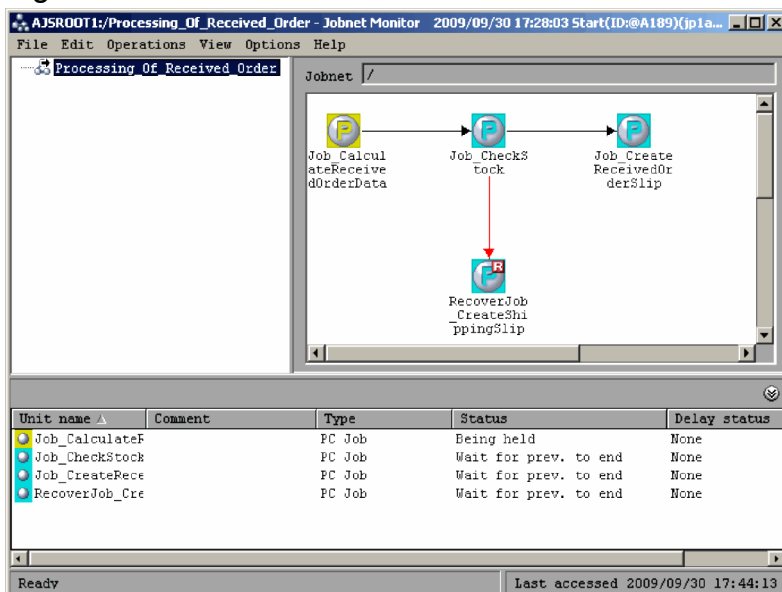 AJSROOT1:/Processing_Of_Received_Order - Jobnet Monitor 2009/09/30 17:28:03 Start(ID:@A189)(jp1a...
File Edit Operations View Options Help
Processing_Of_Received_Order
Jobnet /
Job_Calcul
ateReceive
dOrderData
Job_CheckS
tock
Job_Create
ReceivedOr
derSlip
RecoverJob
_CreateShi
ppingSlip
Unit name Comment Type Status Delay status
Job_CalculateR PC Job Being held None
Job_CheckStock PC Job Wait for prev. to end None
Job_CreateRece PC Job Wait for prev. to end None
RecoverJob_Cre PC Job Wait for prev. to end None
Ready Last accessed 2009/09/30 17:44:13